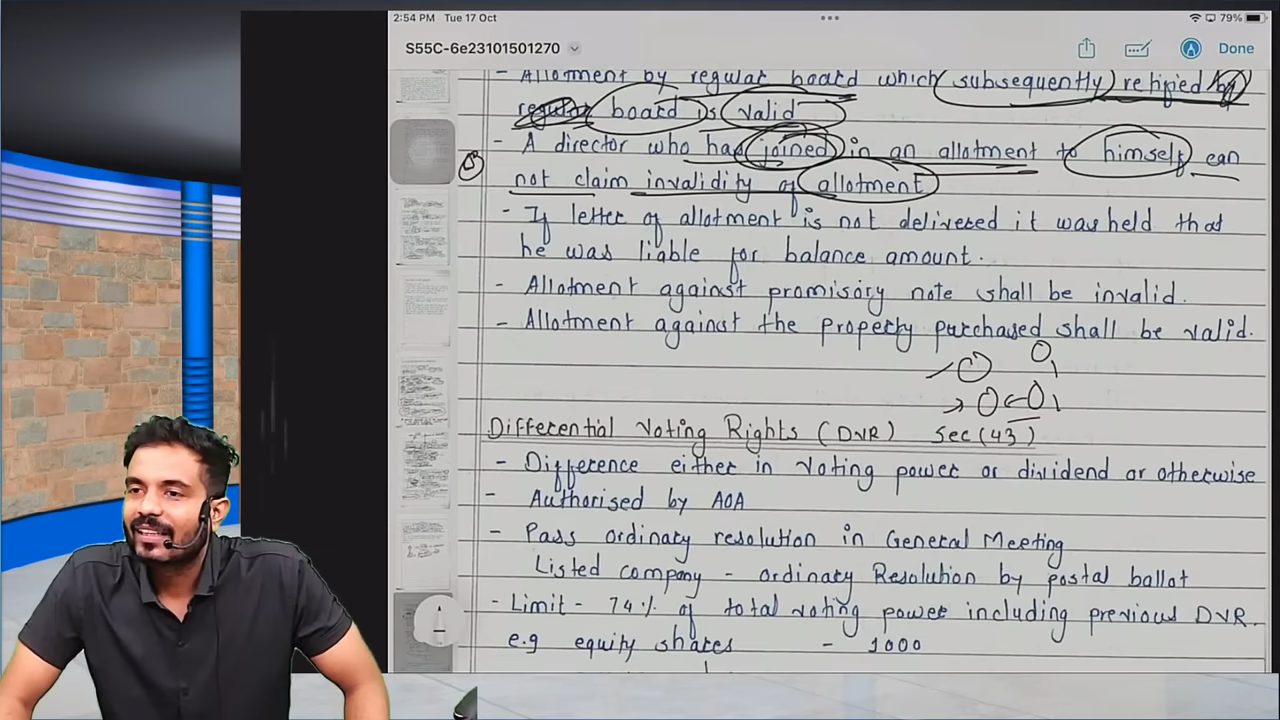 2:54 PM Tue 17 Oct
79%
S55C-6e23101501270
Done
- Allotment by regular board which subsequently retified by
regular board is valid
- A director who has joined in an allotment to himself can
not claim invalidity of allotment
- If letter of allotment is not delivered it was held that
he was liable for balance amount.
- Allotment against promisory note shall be invalid.
- Allotment against the property purchased shall be valid.
Differential Voting Rights (DVR) Sec (43)
- Difference either in voting power or dividend or otherwise
- Authorised by AOA
- Pass ordinary resolution in General Meeting
Listed company - ordinary Resolution by postal ballot
- Limit - 74% of total voting power including previous DVR.
e.g equity shares - 1000